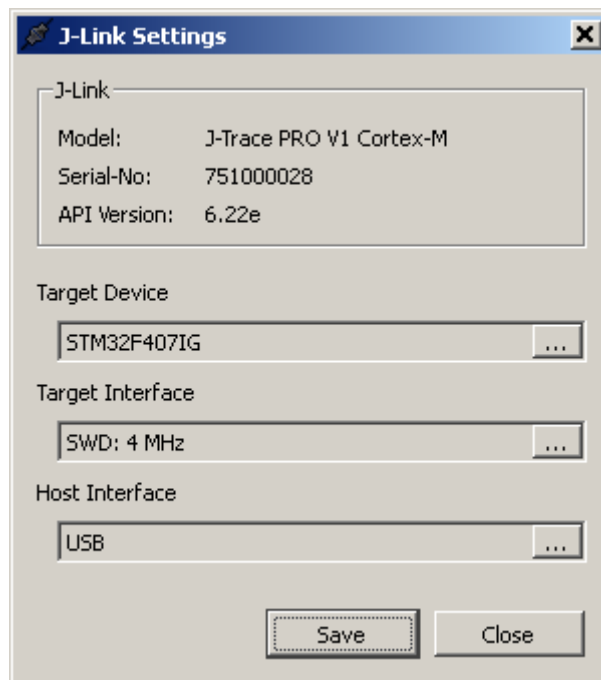 J-Link Settings
J-Link
Model: J-Trace PRO V1 Cortex-M
Serial-No: 751000028
API Version: 6.22e
Target Device
STM32F407IG ...
Target Interface
SWD: 4 MHz ...
Host Interface
USB ...
Save Close